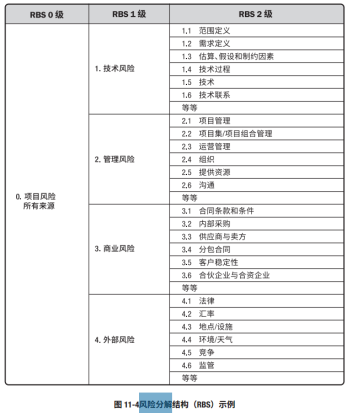 RBS 0 级
RBS 1 级
RBS 2 级
0. 项目风险
所有来源
1. 技术风险
1.1 范围定义
1.2 需求定义
1.3 估算、假设和制约因素
1.4 技术过程
1.5 技术
1.6 技术联系
等等
2. 管理风险
2.1 项目管理
2.2 项目集/项目组合管理
2.3 运营管理
2.4 组织
2.5 提供资源
2.6 沟通
等等
3. 商业风险
3.1 合同条款和条件
3.2 内部采购
3.3 供应商与卖方
3.4 分包合同
3.5 客户稳定性
3.6 合伙企业与合资企业
等等
4. 外部风险
4.1 法律
4.2 汇率
4.3 地点/设施
4.4 环境/天气
4.5 竞争
4.6 监管
等等
图 11-4风险分解结构（RBS）示例